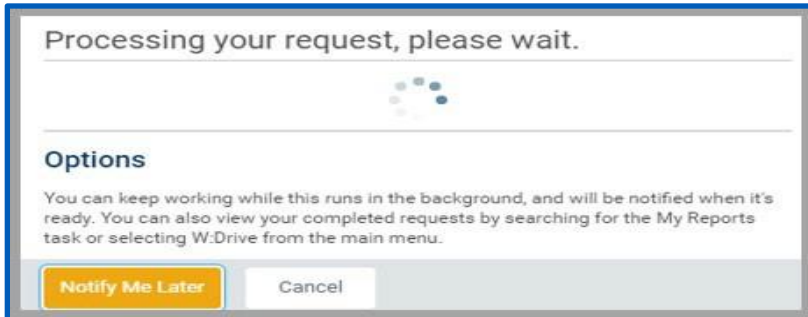 Processing your request, please wait.
Options
You can keep working while this runs in the background, and will be notified when it's
ready. You can also view your completed requests by searching for the My Reports
task or selecting W:Drive from the main menu.
Notify Me Later Cancel